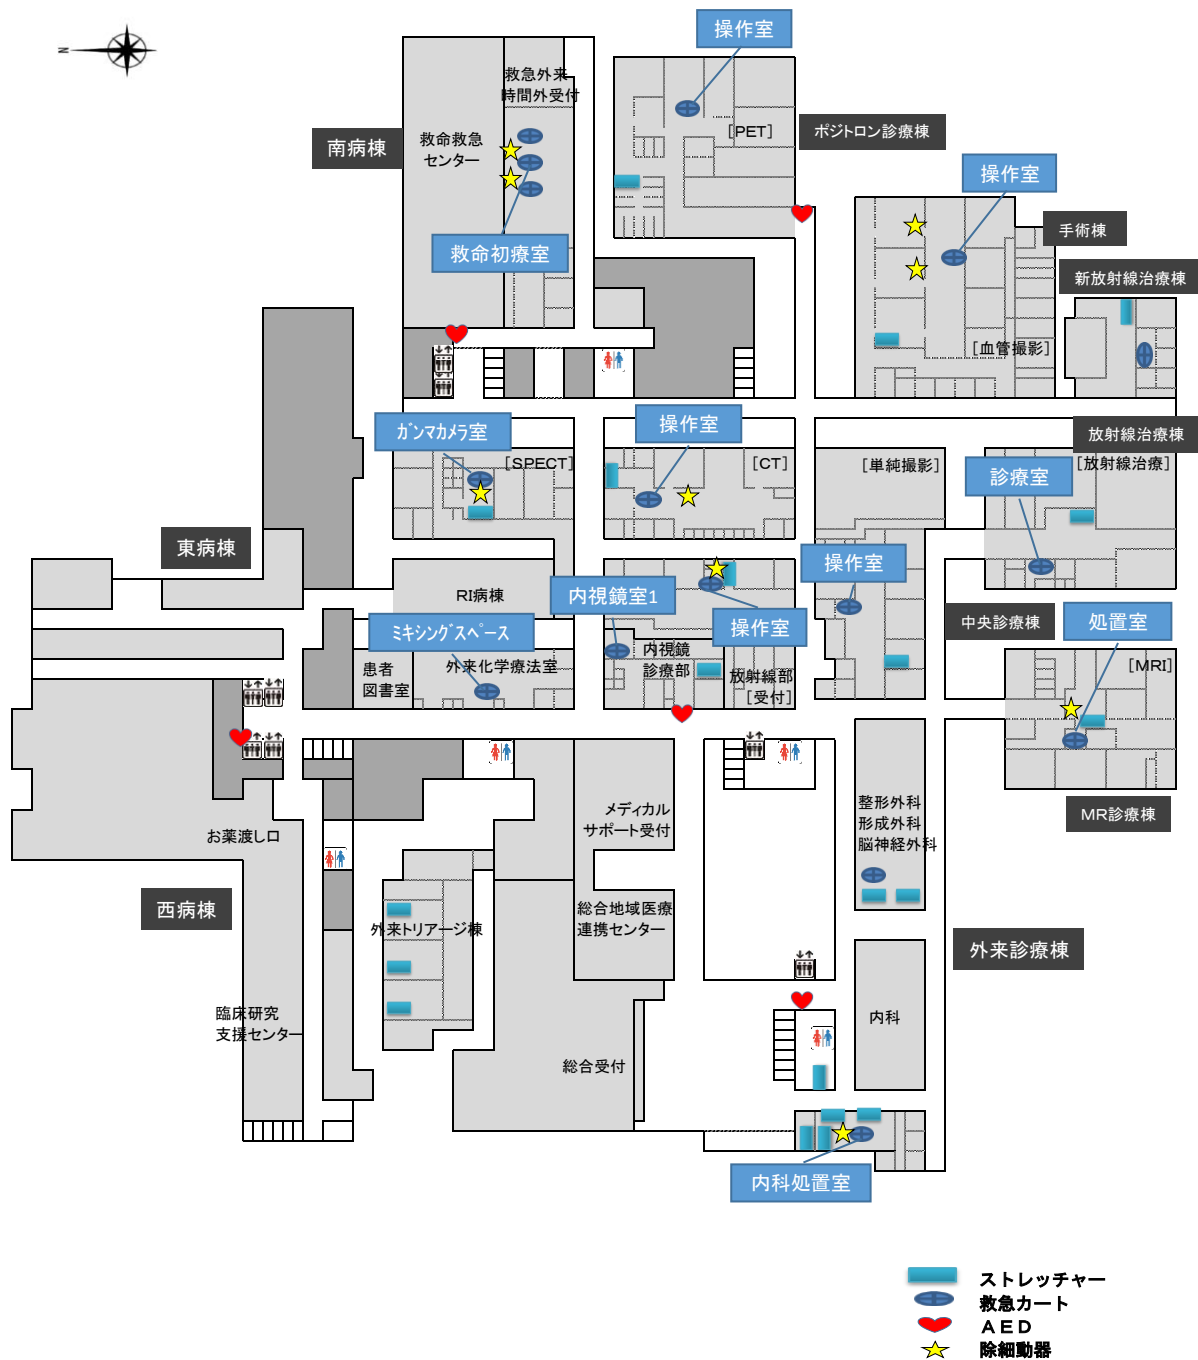 N
操作室
救急外来
時間外受付
南病棟
救命救急
センター
[PET]
ポジトロン診療棟
操作室
救命初療室
手術棟
新放射線治療棟
[血管撮影]
ガンマカメラ室
操作室
[SPECT]
[CT]
[単純撮影]
放射線治療棟
[放射線治療]
診療室
東病棟
操作室
RI病棟
内視鏡室1
操作室
中央診療棟
処置室
ミキシングスペース
患者
図書室
外来化学療法室
内視鏡
診療部
放射線部
[受付]
[MRI]
MR診療棟
お薬渡し口
メディカル
サポート受付
整形外科
形成外科
脳神経外科
西病棟
外来トリアージ棟
総合地域医療
連携センター
外来診療棟
臨床研究
支援センター
内科
総合受付
内科処置室
ストレッチャー
救急カート
AED
除細動器